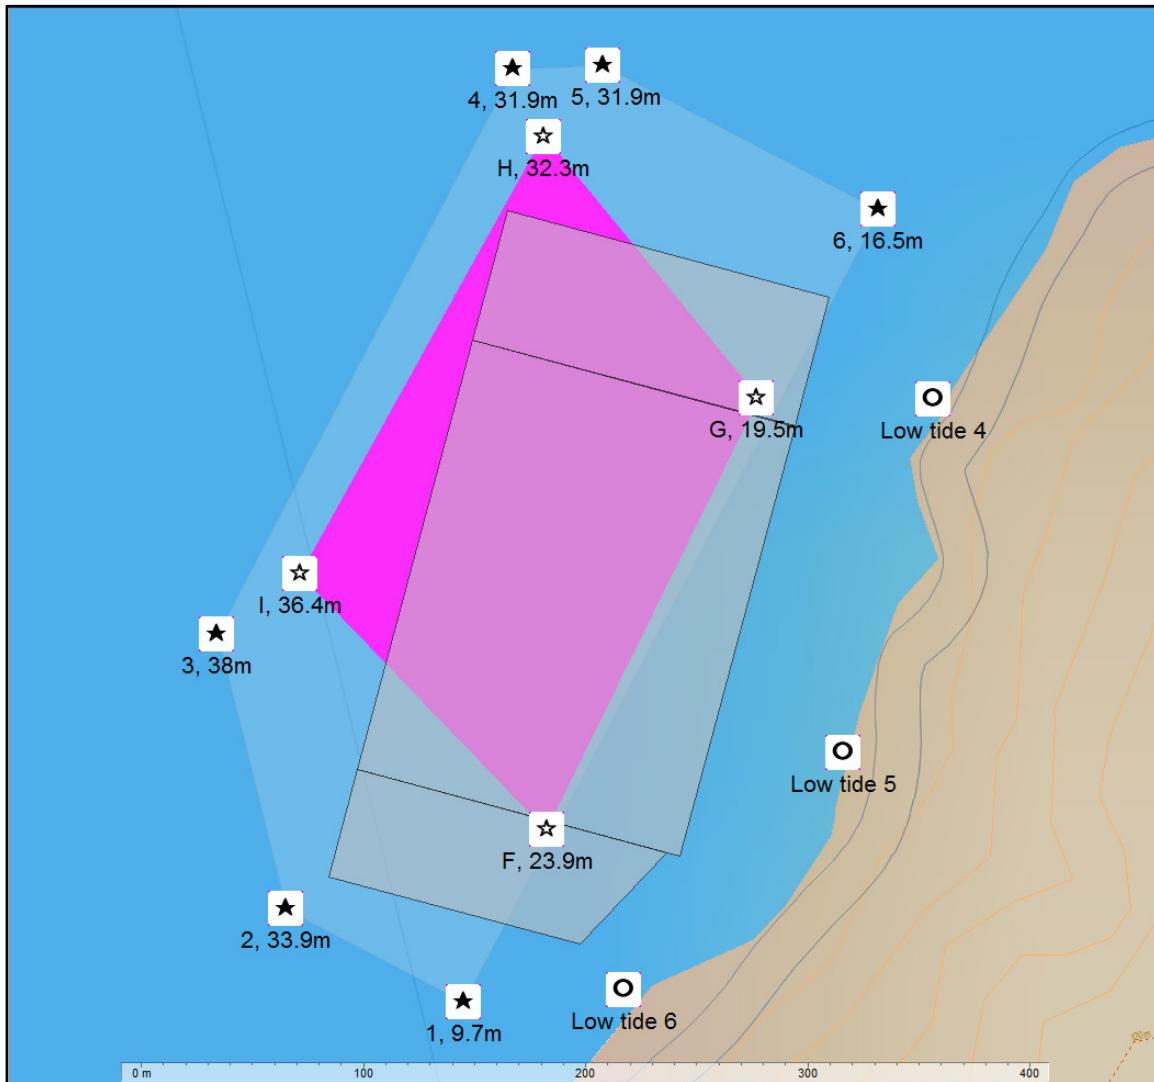 4, 31.9m
5, 31.9m
H, 32.3m
6, 16.5m
G, 19.5m
Low tide 4
I, 36.4m
3, 38m
Low tide 5
F, 23.9m
2, 33.9m
1, 9.7m
Low tide 6
0 m 100 200 300 400